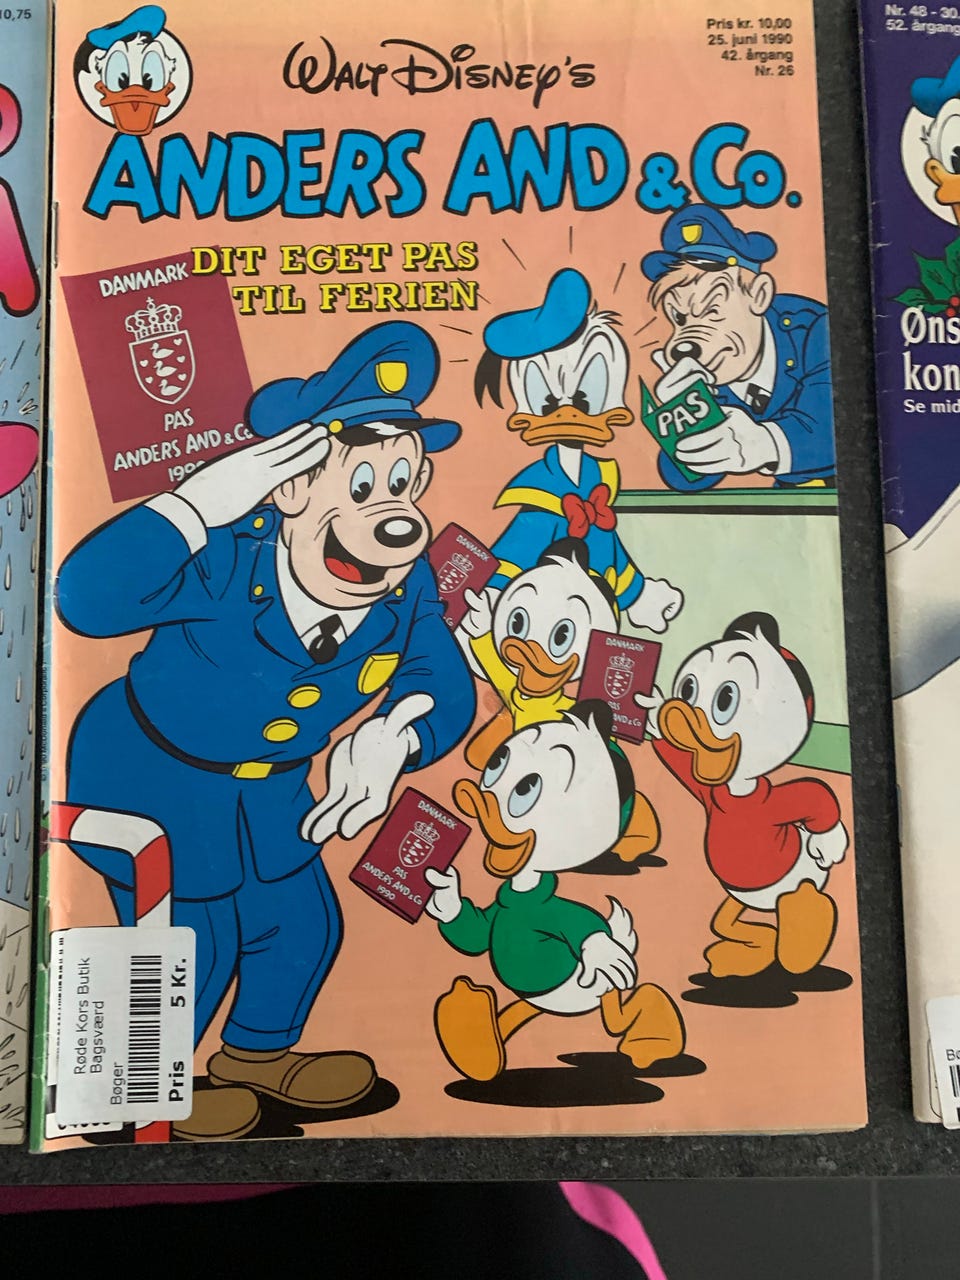 10,75
Pris kr. 10,00
25. juni 1990
42. årgang
Nr. 26
WALT DISNEY'S
ANDERS AND & Co.
DIT EGET PAS
TIL FERIEN
DANMARK
PAS
ANDERS AND & Co
PAS
DANMARK
DANMARK
DANMARK
PAS
ANDERS AND & Co
1990
Røde Kors Butik
Bagsværd
Bøger
Pris 5 Kr.
Nr. 48 - 30.
52. årgang
Øns
kon
Se mid